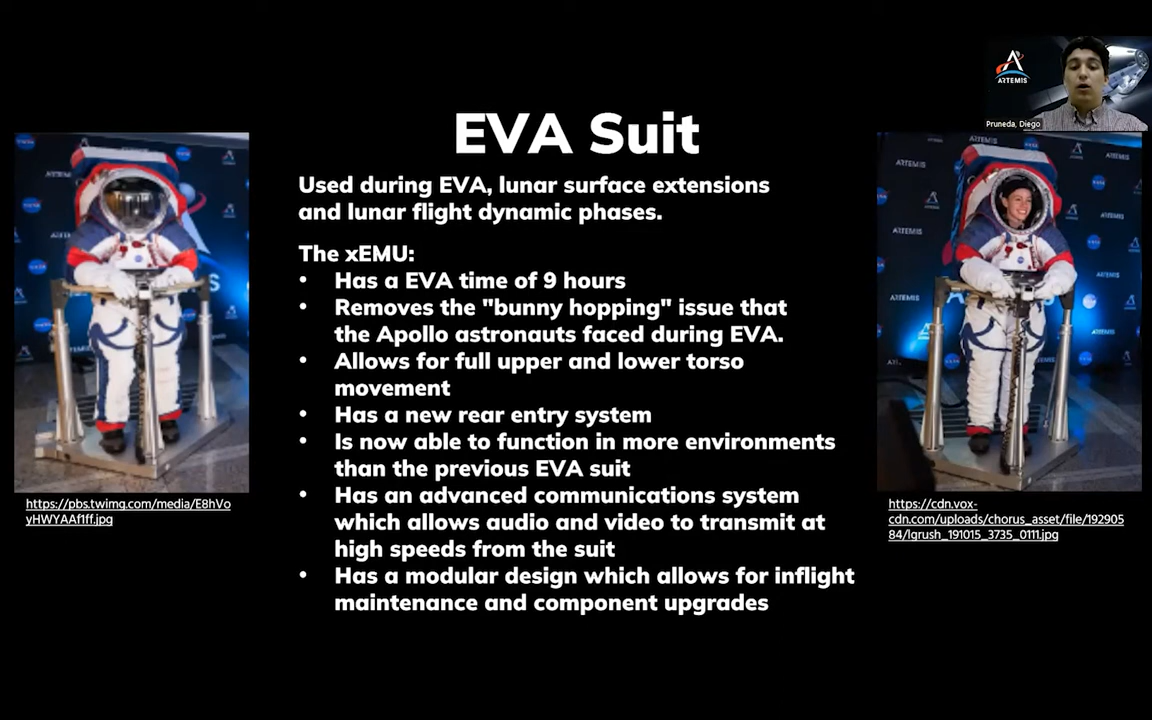 ARTEMIS
Pruneda, Diego
EVA Suit
Used during EVA, lunar surface extensions
and lunar flight dynamic phases.
The xEMU:
• Has a EVA time of 9 hours
• Removes the "bunny hopping" issue that
the Apollo astronauts faced during EVA.
• Allows for full upper and lower torso
movement
• Has a new rear entry system
• Is now able to function in more environments
than the previous EVA suit
• Has an advanced communications system
which allows audio and video to transmit at
high speeds from the suit
• Has a modular design which allows for inflight
maintenance and component upgrades
https://pbs.twimg.com/media/E8hVo
yHWYAAf1ff.jpg
ARTEMIS
ARTEMIS
ARTEMIS
ARTEMIS
https://cdn.vox-
cdn.com/uploads/chorus_asset/file/192905
84/lgrush_191015_3735_0111.jpg